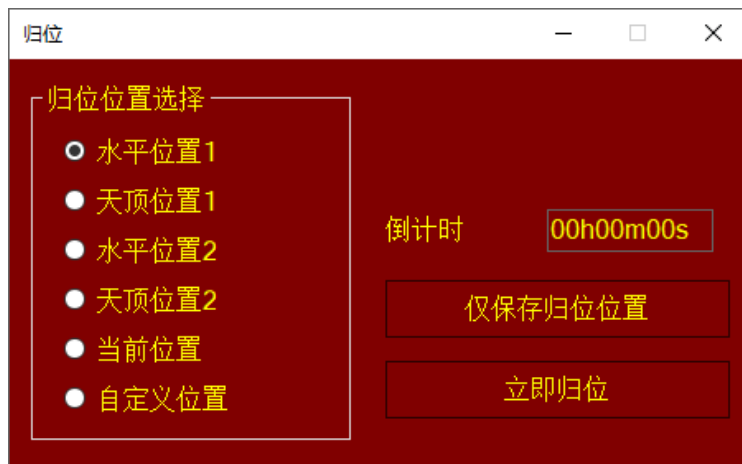 归位
归位位置选择
水平位置1
天顶位置1
水平位置2
天顶位置2
当前位置
自定义位置
倒计时 00h00m00s
仅保存归位位置
立即归位